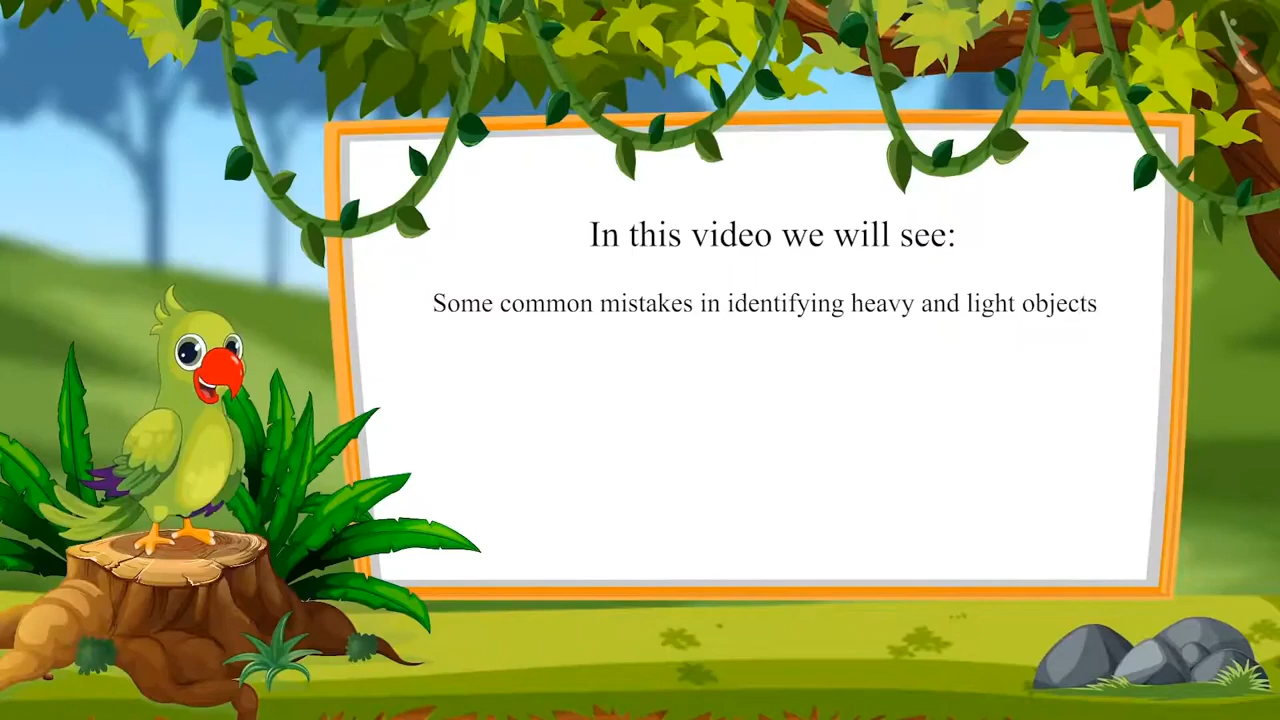 In this video we will see:
Some common mistakes in identifying heavy and light objects